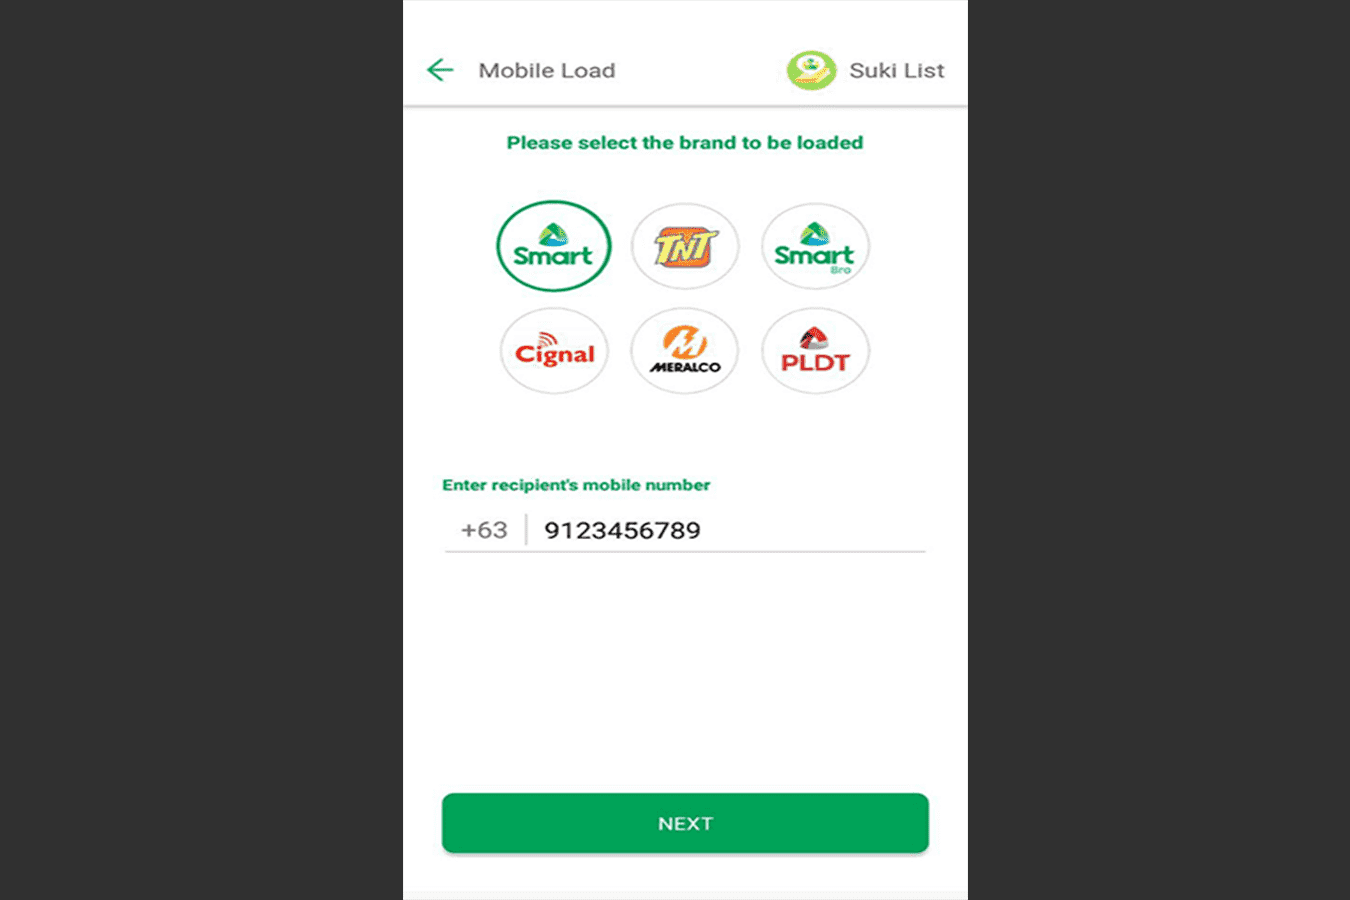 Mobile Load
Suki List
Please select the brand to be loaded
Smart
TNT
Smart
Bro
Cignal
MERALCO
PLDT
Enter recipient's mobile number
+63 9123456789
NEXT